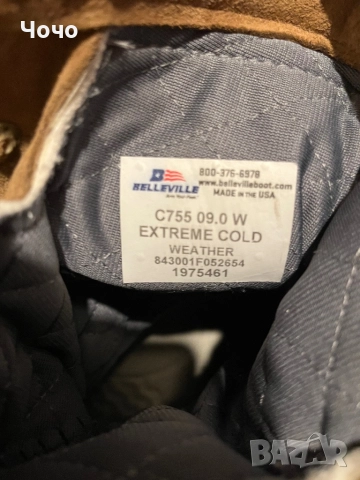 Чочо
BELLEVILLE
800-376-6978
www.bellevilleboot.com
MADE IN THE USA
C755 09.0 W
EXTREME COLD
WEATHER
843001F052654
1975461
BAZAR